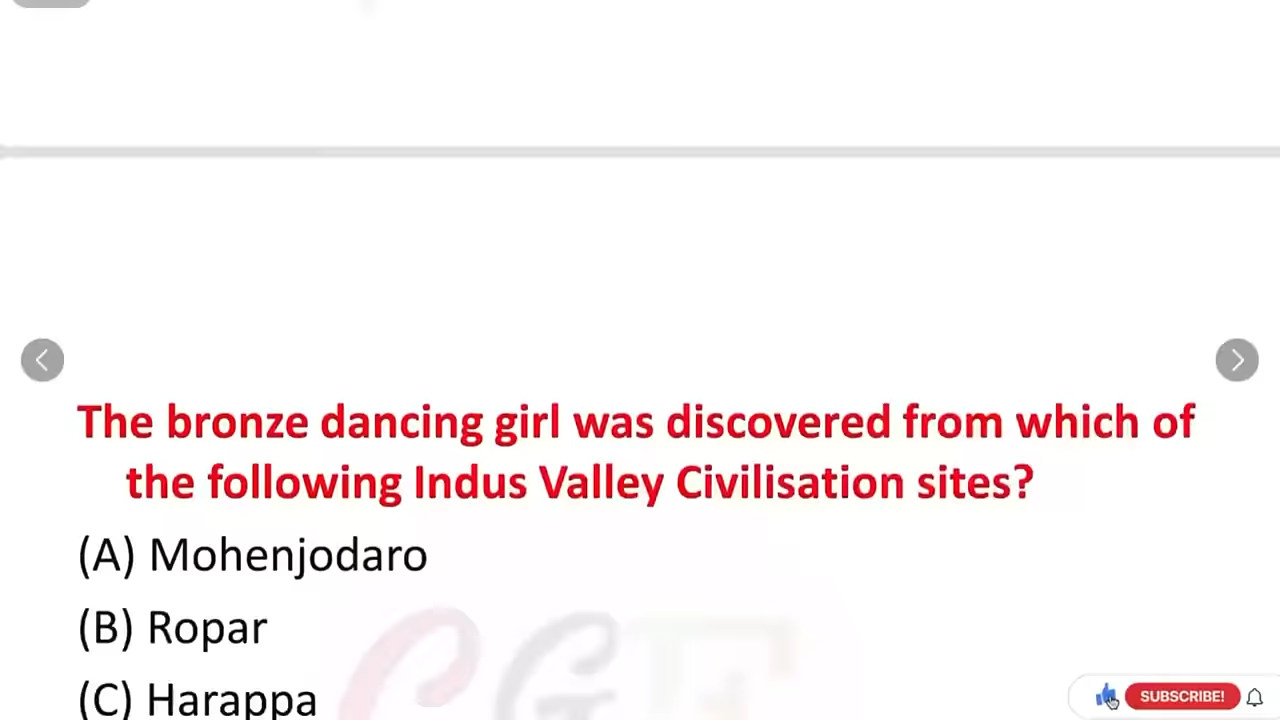 The bronze dancing girl was discovered from which of
the following Indus Valley Civilisation sites?
(A) Mohenjodaro
(B) Ropar
(C) Harappa
CGE
SUBSCRIBE!